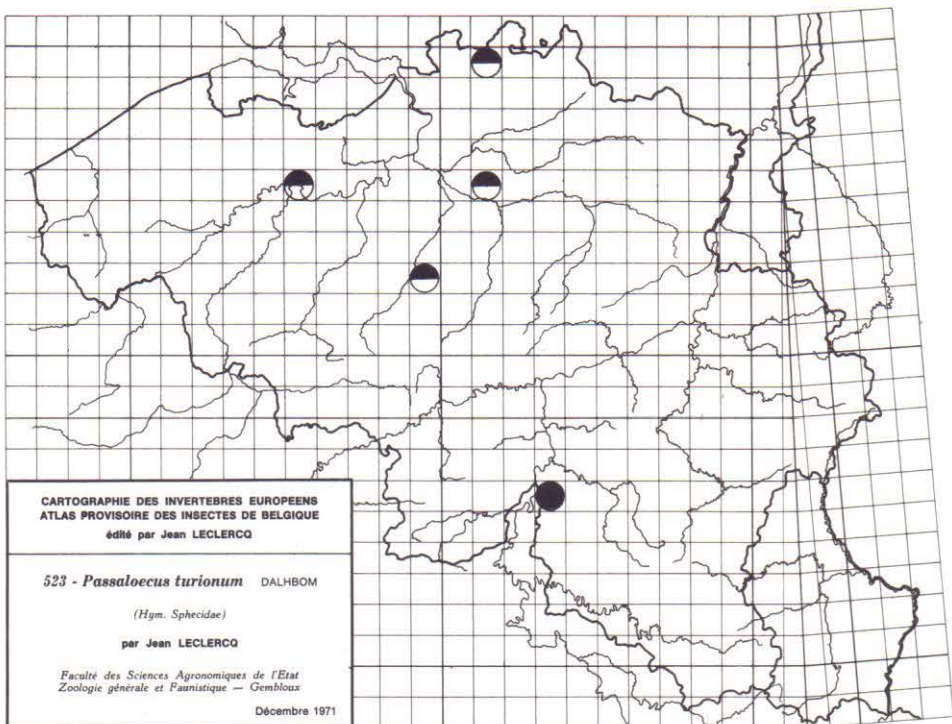 CARTOGRAPHIE DES INVERTEBRES EUROPEENS
ATLAS PROVISOIRE DES INSECTES DE BELGIQUE
édité par Jean LECLERCQ
523 - Passaloecus turionum DALHBOM
(Hym. Sphecidae)
par Jean LECLERCQ
Faculté des Sciences Agronomiques de l'Etat
Zoologie générale et Faunistique — Gembloux
Décembre 1971